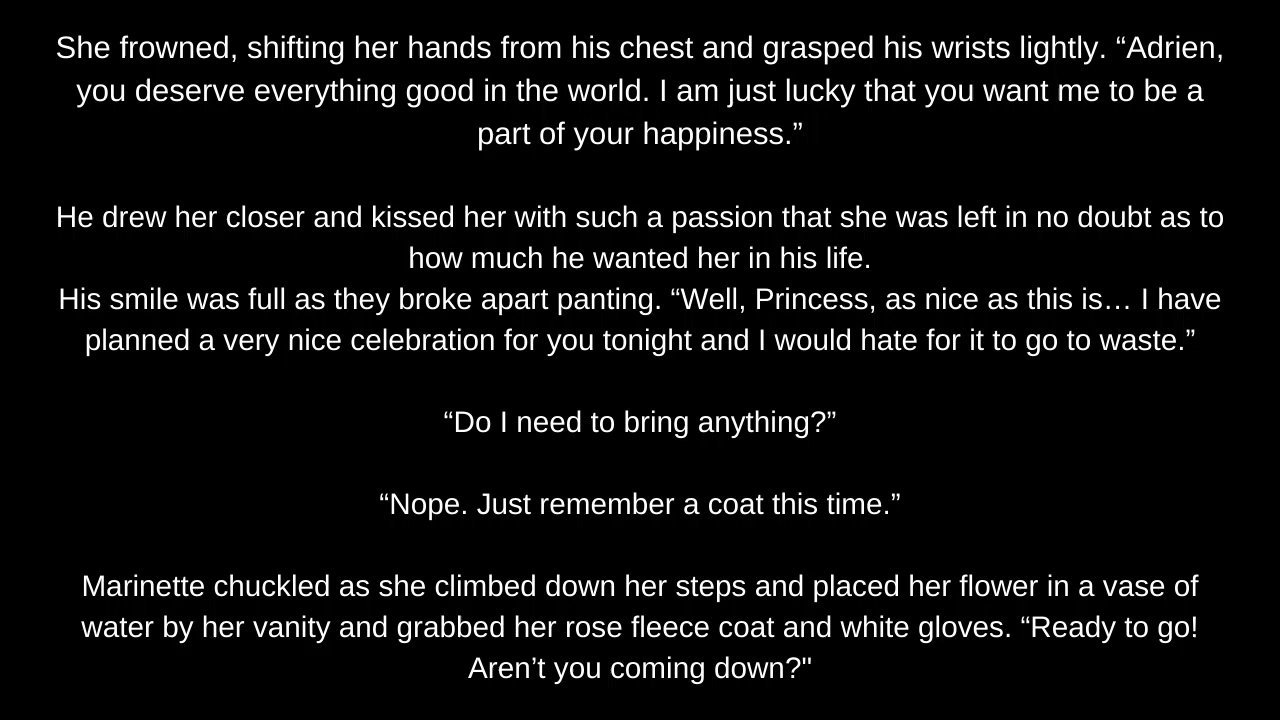 She frowned, shifting her hands from his chest and grasped his wrists lightly. “Adrien,
you deserve everything good in the world. I am just lucky that you want me to be a
part of your happiness.”
He drew her closer and kissed her with such a passion that she was left in no doubt as to
how much he wanted her in his life.
His smile was full as they broke apart panting. “Well, Princess, as nice as this is… I have
planned a very nice celebration for you tonight and I would hate for it to go to waste.”
“Do I need to bring anything?”
“Nope. Just remember a coat this time.”
Marinette chuckled as she climbed down her steps and placed her flower in a vase of
water by her vanity and grabbed her rose fleece coat and white gloves. “Ready to go!
Aren’t you coming down?"